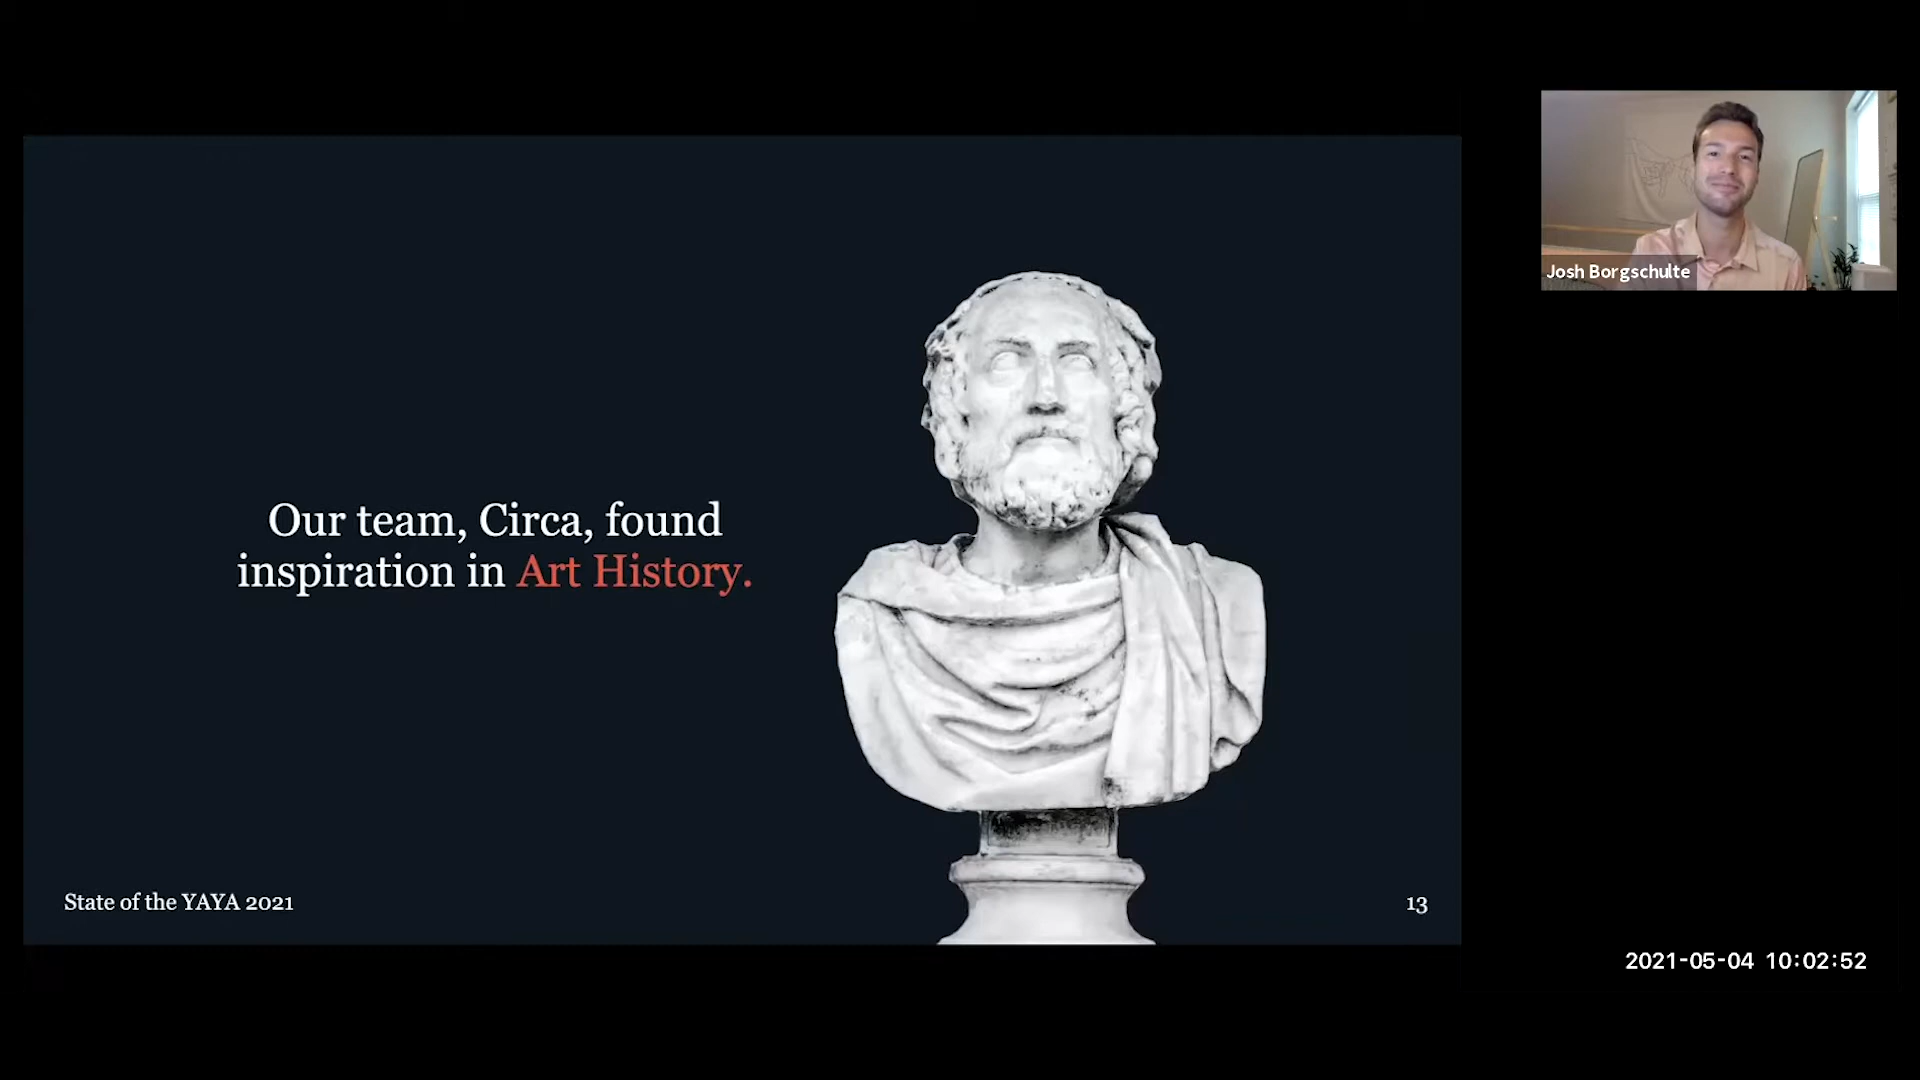 Josh Borgschulte
Our team, Circa, found
inspiration in Art History.
State of the YAYA 2021
13
2021-05-04 10:02:52